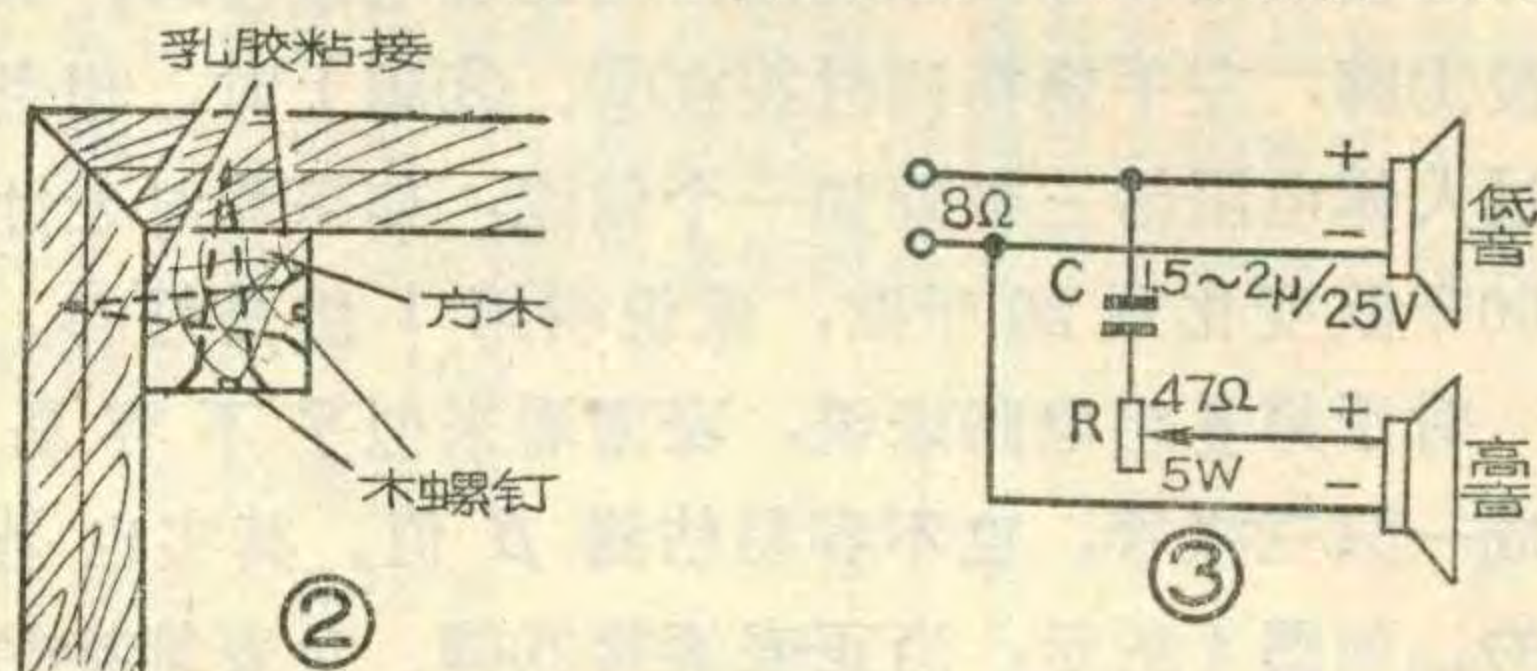 乳胶粘接
方木
木螺钉
②
8Ω
+
−
低音
C 1.5~2μ/25V
R 47Ω
5W
+
−
高音
③